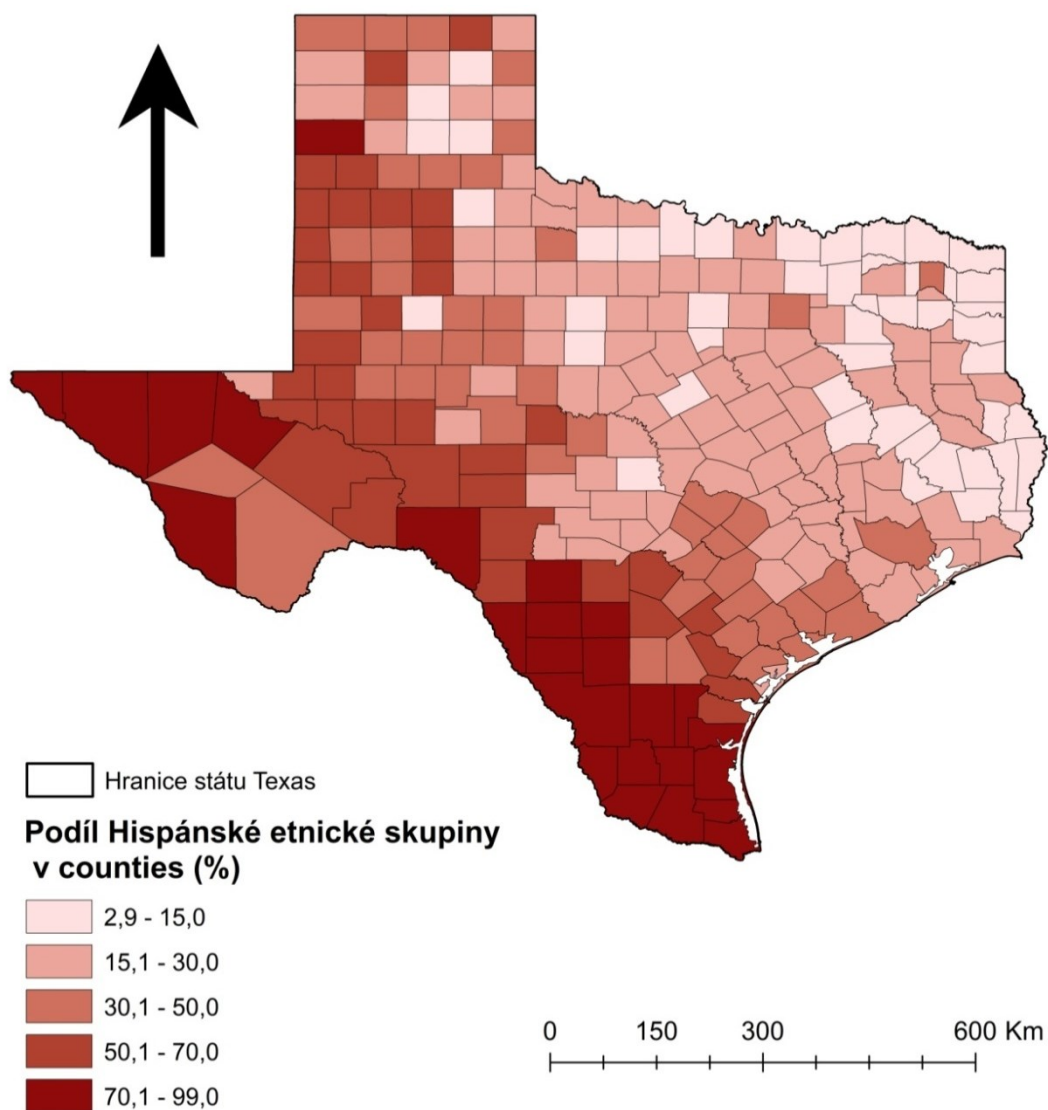 Hranice státu Texas
Podíl Hispánské etnické skupiny
v counties (%)
2,9 - 15,0
15,1 - 30,0
30,1 - 50,0
50,1 - 70,0
70,1 - 99,0
0 150 300 600 Km